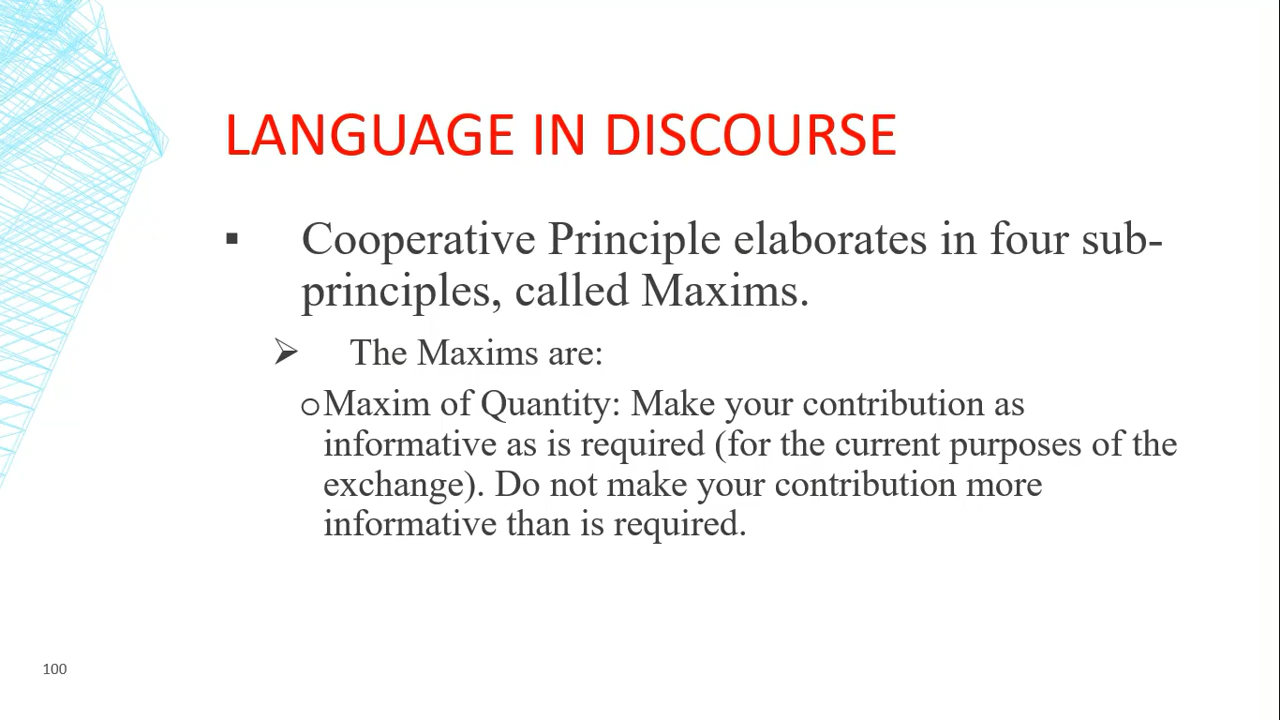 LANGUAGE IN DISCOURSE
▪ Cooperative Principle elaborates in four sub-
principles, called Maxims.
➢ The Maxims are:
o Maxim of Quantity: Make your contribution as
informative as is required (for the current purposes of the
exchange). Do not make your contribution more
informative than is required.
100